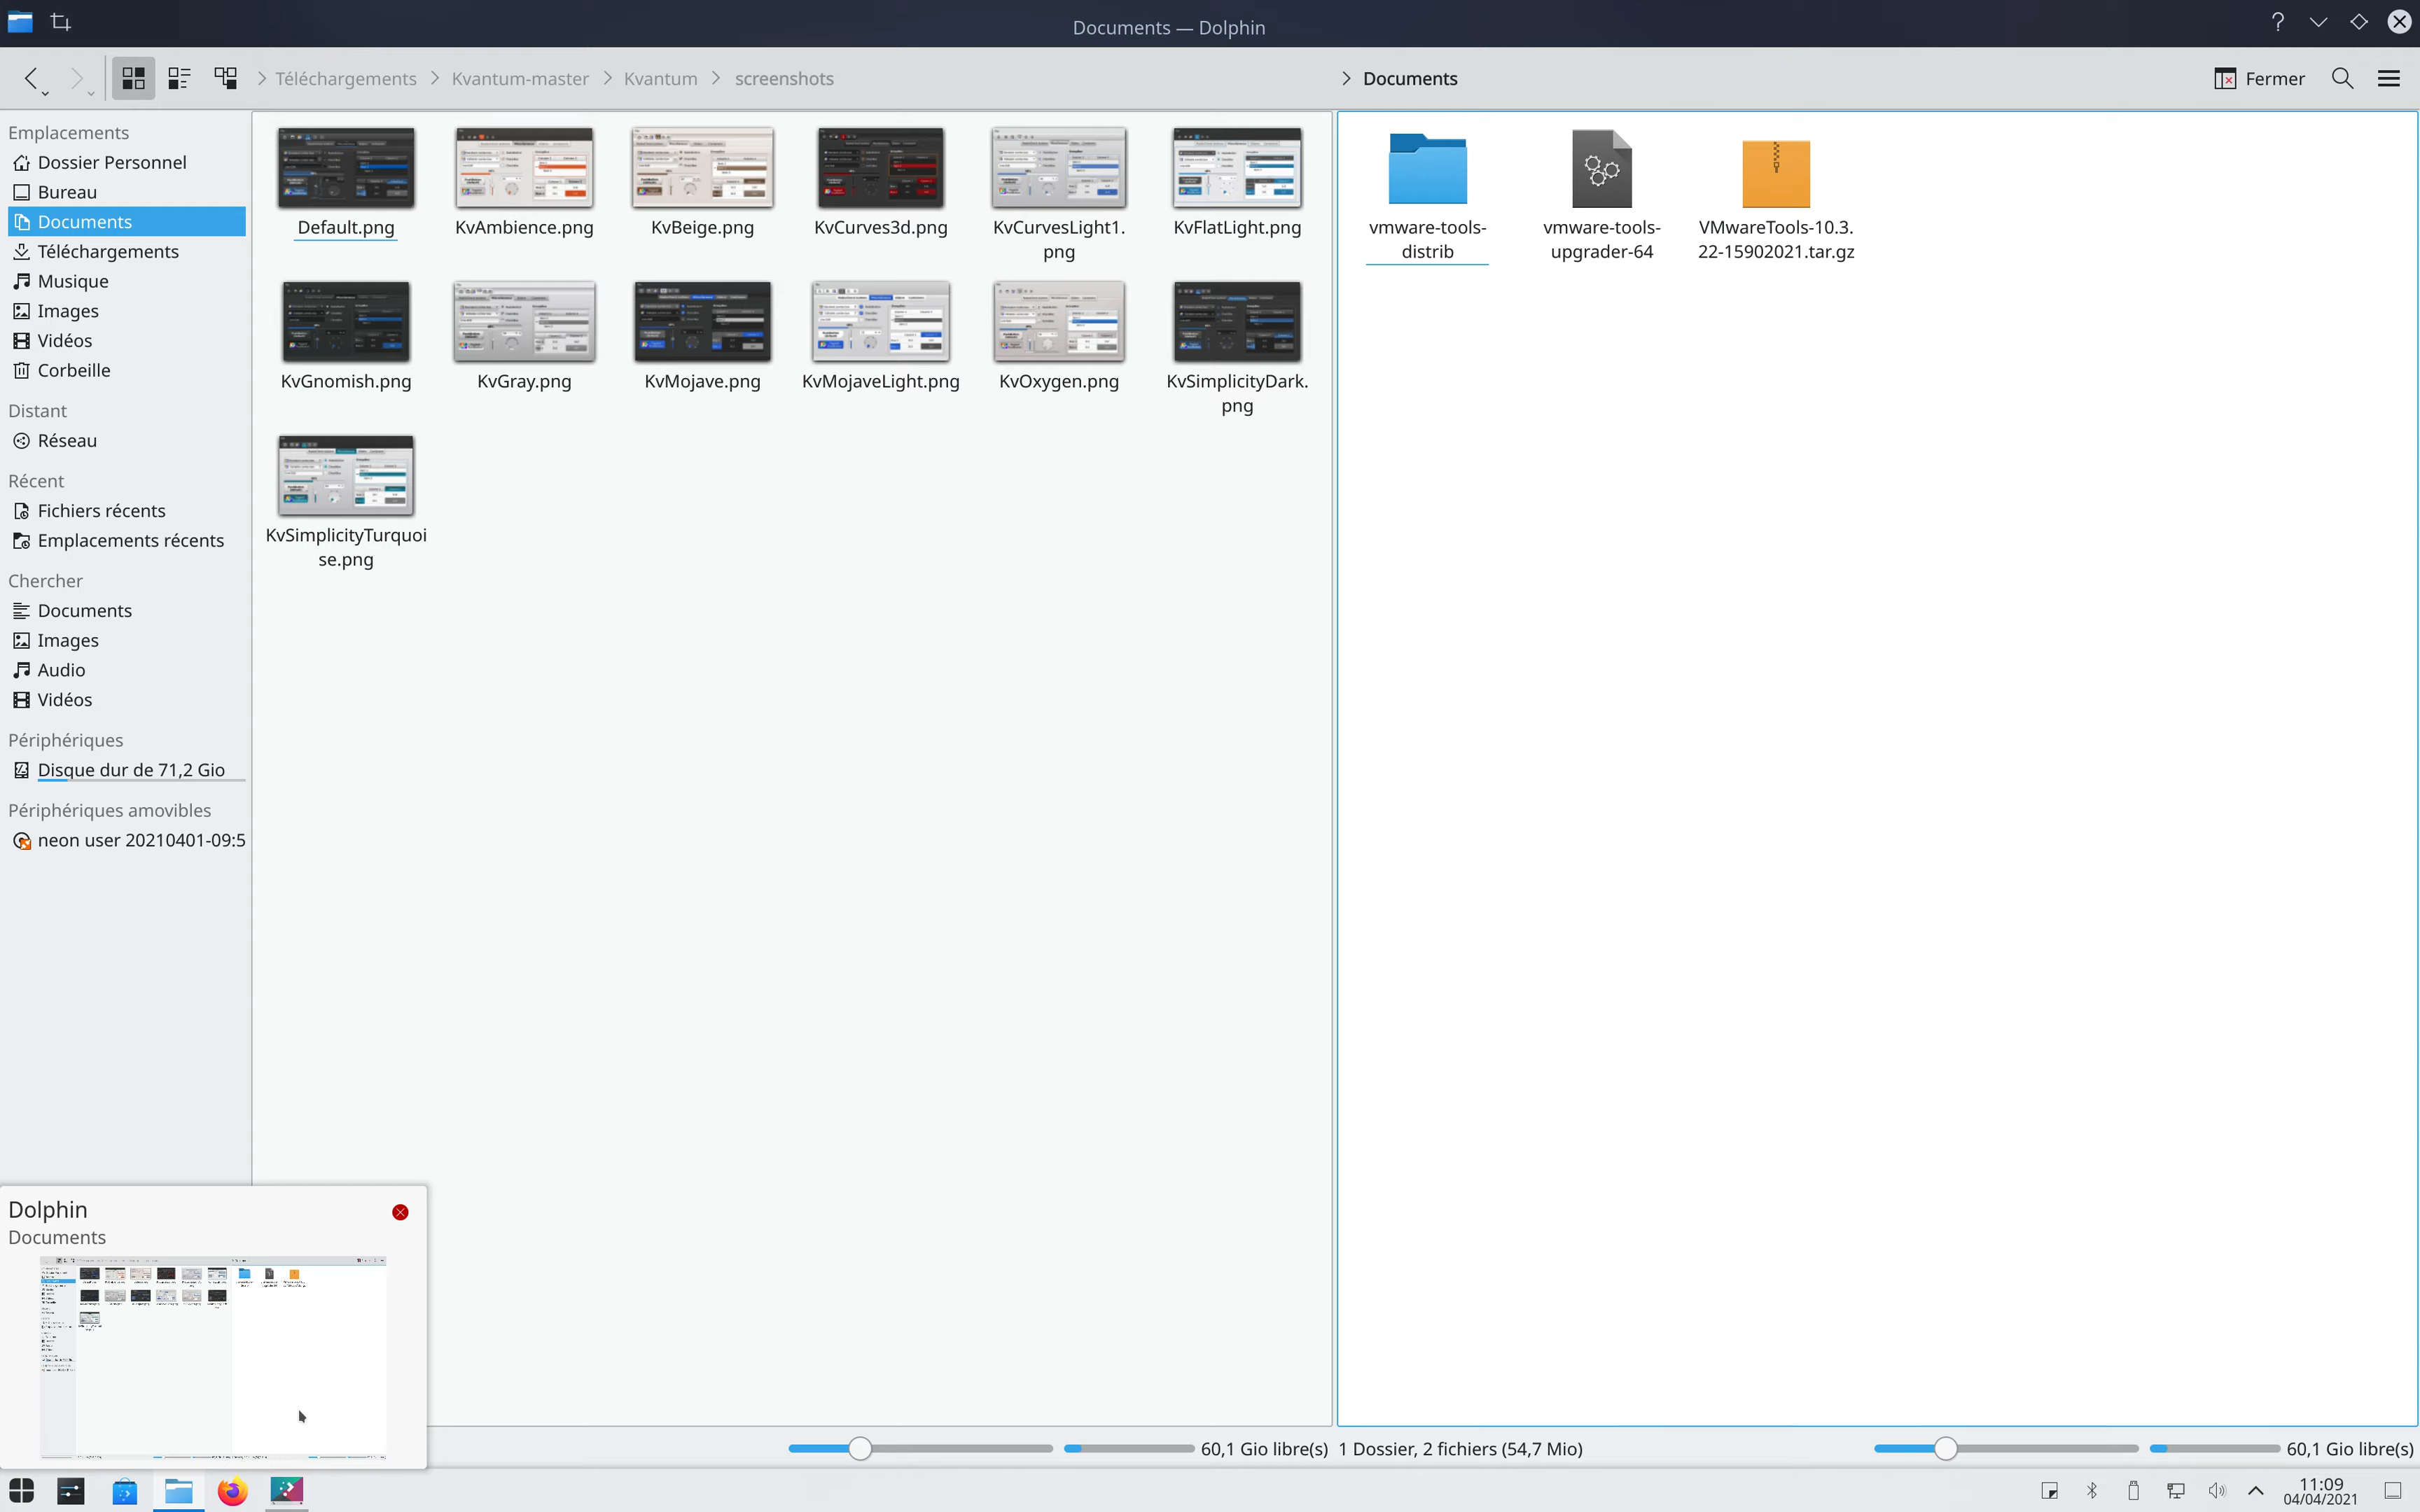 Documents — Dolphin
Téléchargements Kvantum-master Kvantum screenshots
Documents
Fermer
Emplacements
Dossier Personnel
Bureau
Documents
Téléchargements
Musique
Images
Vidéos
Corbeille
Distant
Réseau
Récent
Fichiers récents
Emplacements récents
Chercher
Documents
Images
Audio
Vidéos
Périphériques
Disque dur de 71,2 Gio
Périphériques amovibles
neon user 20210401-09:5
Default.png
KvAmbience.png
KvBeige.png
KvCurves3d.png
KvCurvesLight1.
png
KvFlatLight.png
KvGnomish.png
KvGray.png
KvMojave.png
KvMojaveLight.png
KvOxygen.png
KvSimplicityDark.
png
KvSimplicityTurquoi
se.png
vmware-tools-
distrib
vmware-tools-
upgrader-64
VMwareTools-10.3.
22-15902021.tar.gz
Dolphin
Documents
60,1 Gio libre(s)
1 Dossier, 2 fichiers (54,7 Mio)
60,1 Gio libre(s)
11:09
04/04/2021